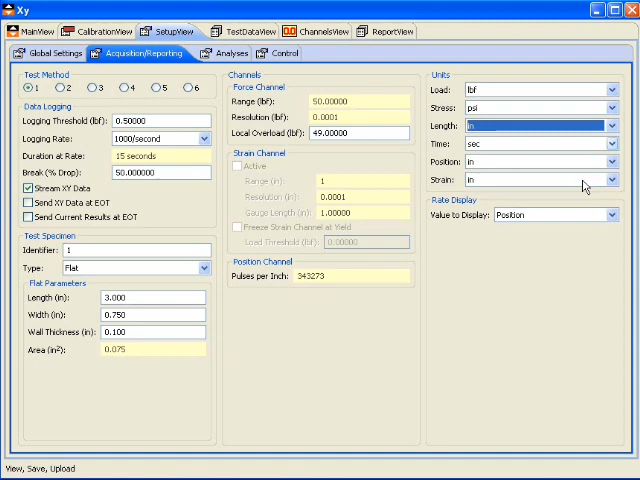 Xy
MainView CalibrationView SetupView TestDataView ChannelsView ReportView
Global Settings Acquisition/Reporting Analyses Control
Test Method
1 2 3 4 5 6
Data Logging
Logging Threshold (lbf): 0.50000
Logging Rate: 1000/second
Duration at Rate: 15 seconds
Break (% Drop): 50.000000
Stream XY Data
Send XY Data at EOT
Send Current Results at EOT
Test Specimen
Identifier: 1
Type: Flat
Flat Parameters
Length (in) 3.000
Width (in): 0.750
Wall Thickness (in): 0.100
Area (in²): 0.075
Channels
Force Channel
Range (lbf): 50.00000
Resolution (lbf): 0.0001
Local Overload (lbf): 49.00000
Strain Channel
Active
Range (in): 1
Resolution (in): 0.0001
Gauge Length (in): 1.00000
Freeze Strain Channel at Yield
Load Threshold (lbf): 0.00000
Position Channel
Pulses per Inch: 343273
Units
Load: lbf
Stress: psi
Length: in
Time: sec
Position: in
Strain: in
Rate Display
Value to Display: Position
View, Save, Upload